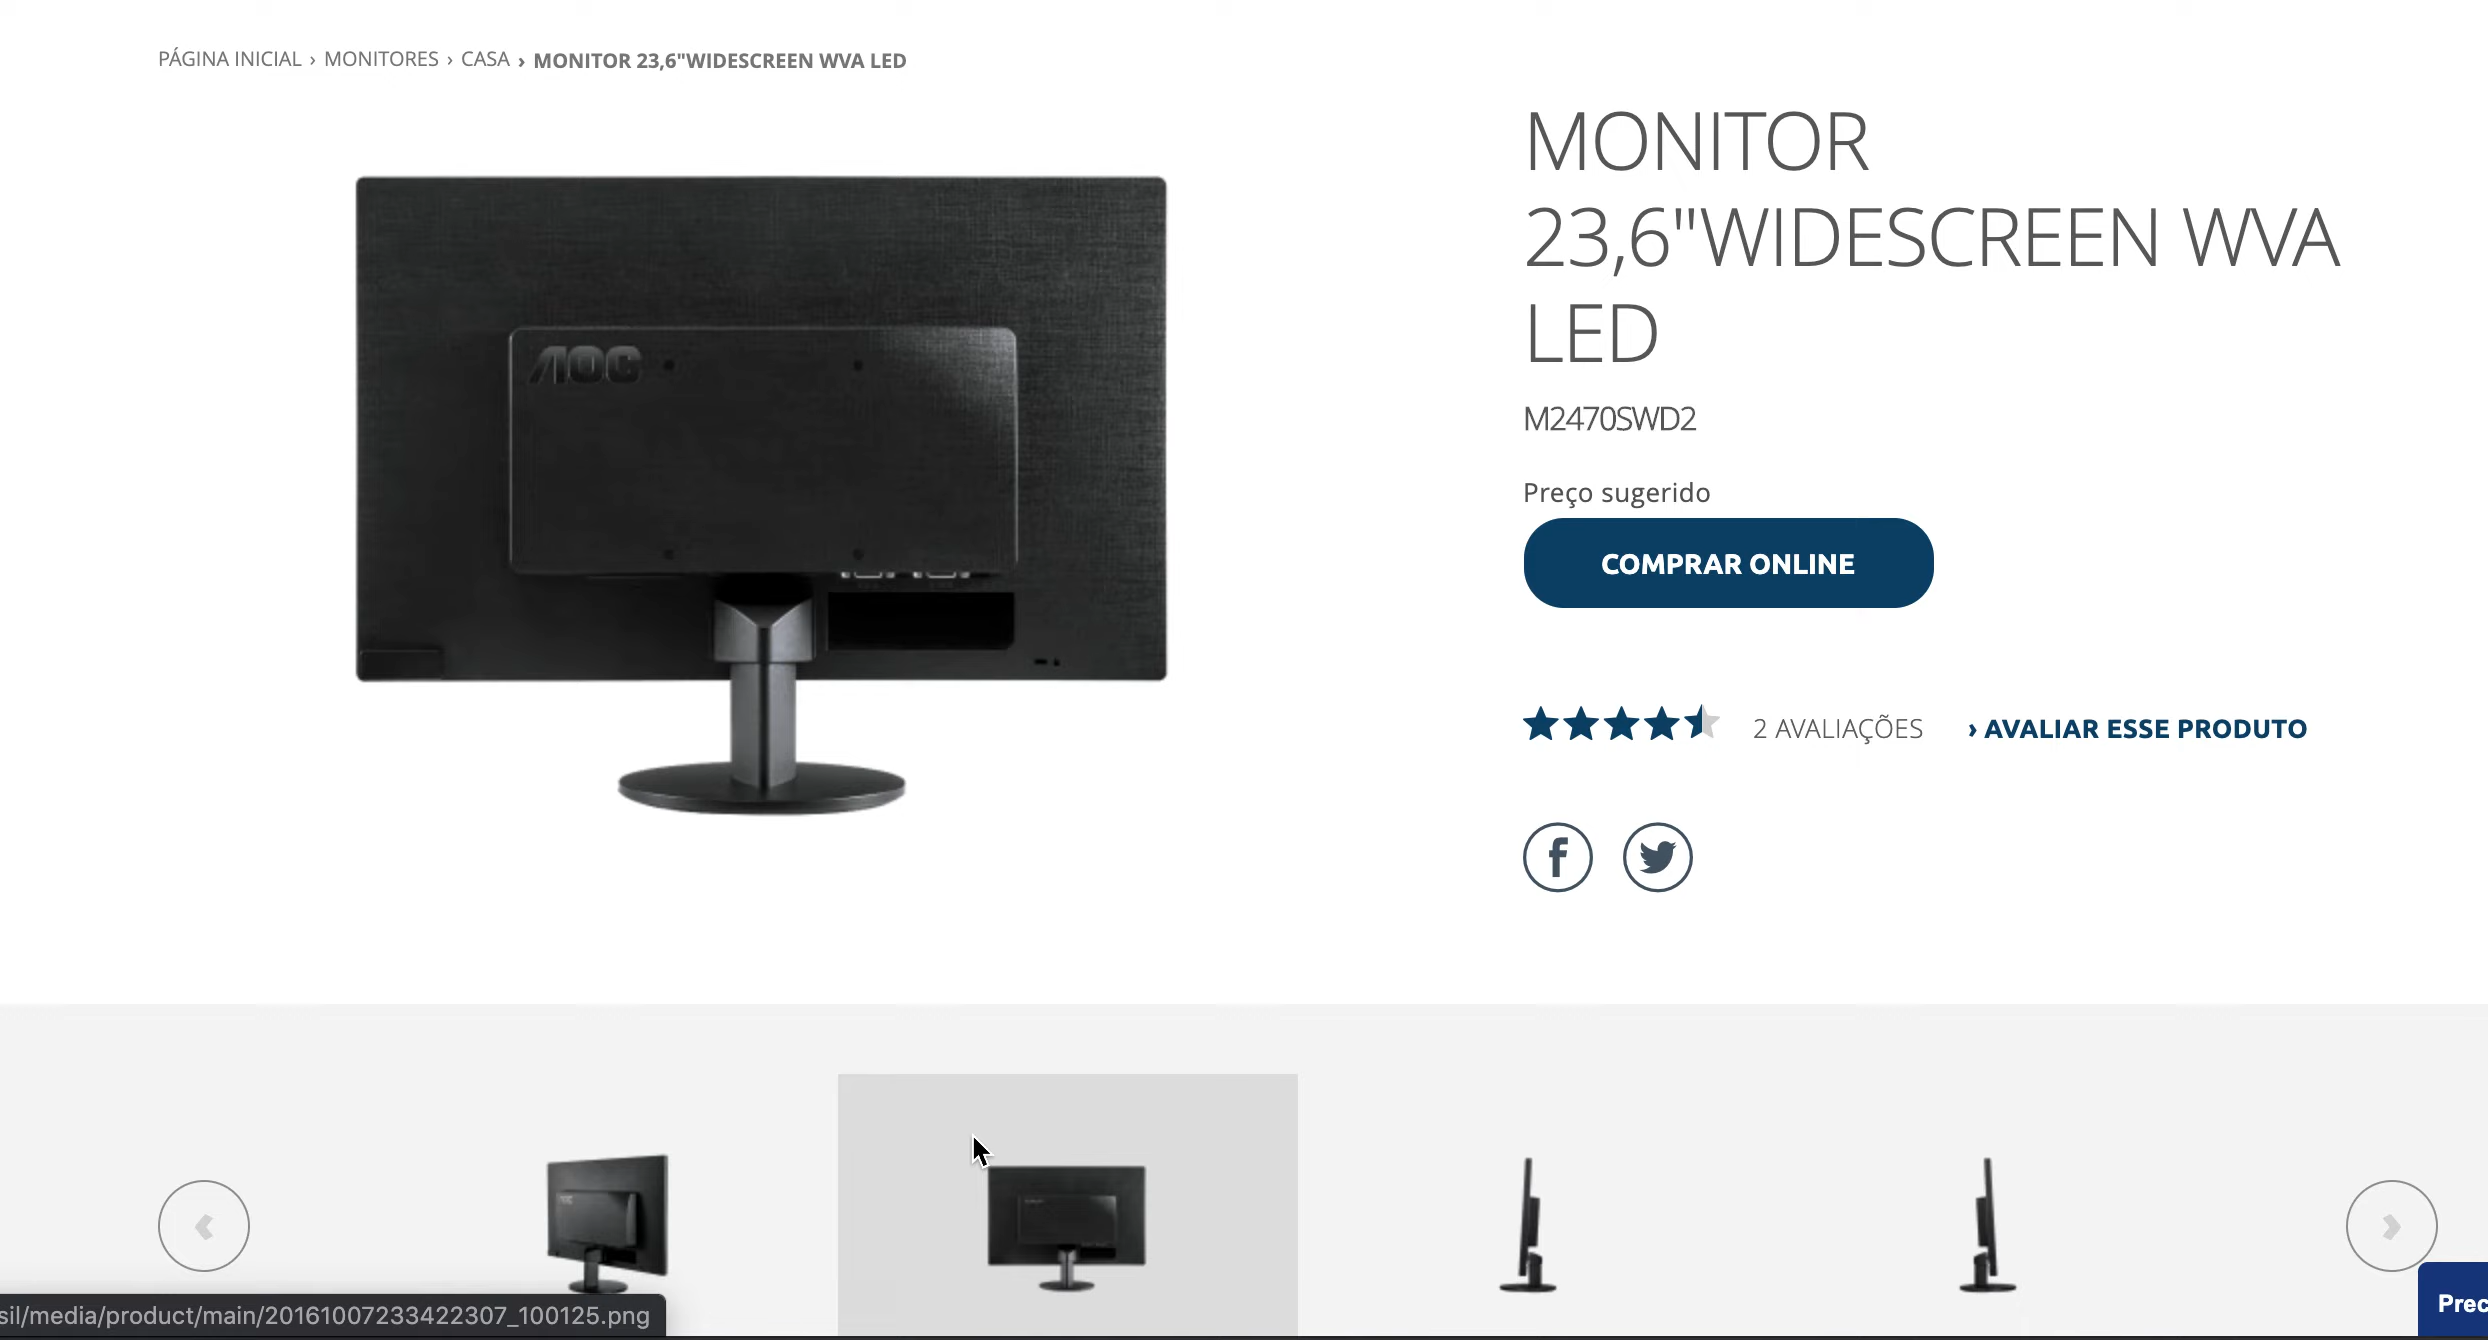 PÁGINA INICIAL › MONITORES › CASA › MONITOR 23,6"WIDESCREEN WVA LED
AOC
MONITOR
23,6"WIDESCREEN WVA
LED
M2470SWD2
Preço sugerido
COMPRAR ONLINE
2 AVALIAÇÕES › AVALIAR ESSE PRODUTO
sil/media/product/main/20161007233422307_100125.png
Prec